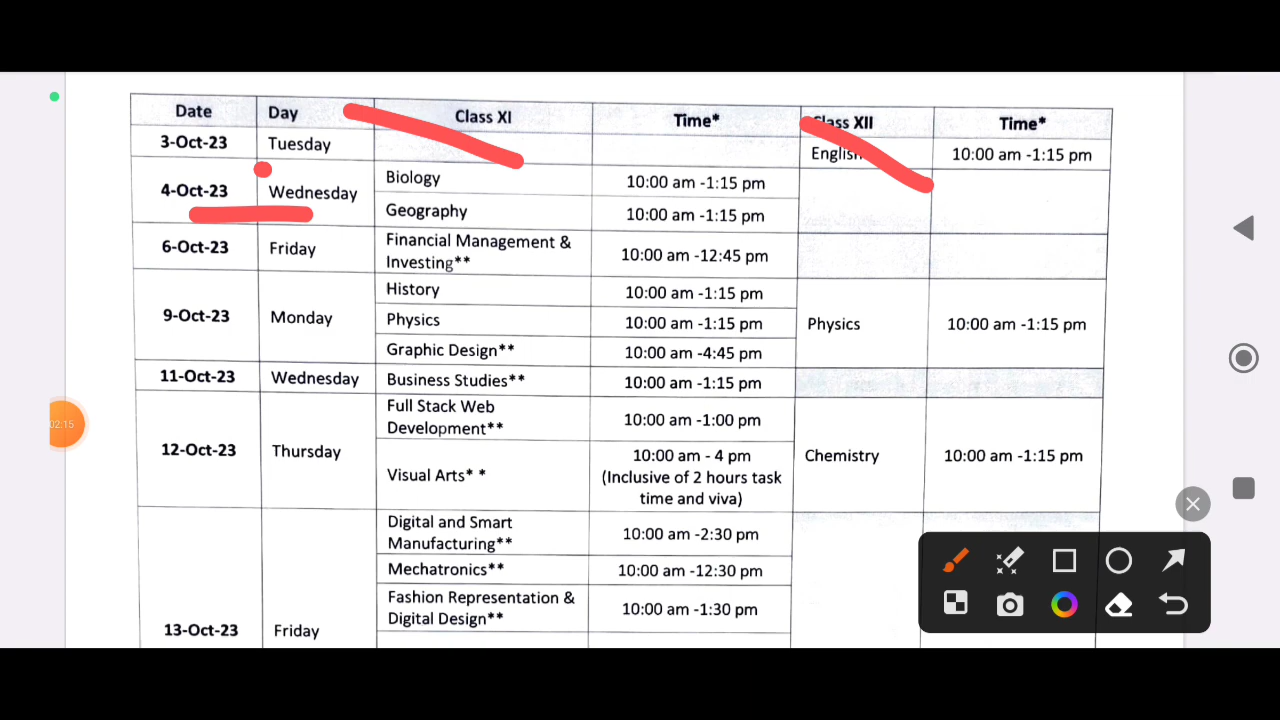 Date Day Class XI Time* Class XII Time*
3-Oct-23 Tuesday English 10:00 am -1:15 pm
4-Oct-23 Wednesday Biology 10:00 am -1:15 pm
Geography 10:00 am -1:15 pm
6-Oct-23 Friday Financial Management &
Investing** 10:00 am -12:45 pm
9-Oct-23 Monday History 10:00 am -1:15 pm
Physics 10:00 am -1:15 pm Physics 10:00 am -1:15 pm
Graphic Design** 10:00 am -4:45 pm
11-Oct-23 Wednesday Business Studies** 10:00 am -1:15 pm
12-Oct-23 Thursday Full Stack Web
Development** 10:00 am -1:00 pm
Visual Arts* * 10:00 am - 4 pm
(Inclusive of 2 hours task
time and viva)
Chemistry 10:00 am -1:15 pm
13-Oct-23 Friday Digital and Smart
Manufacturing** 10:00 am -2:30 pm
Mechatronics** 10:00 am -12:30 pm
Fashion Representation &
Digital Design** 10:00 am -1:30 pm
02:15